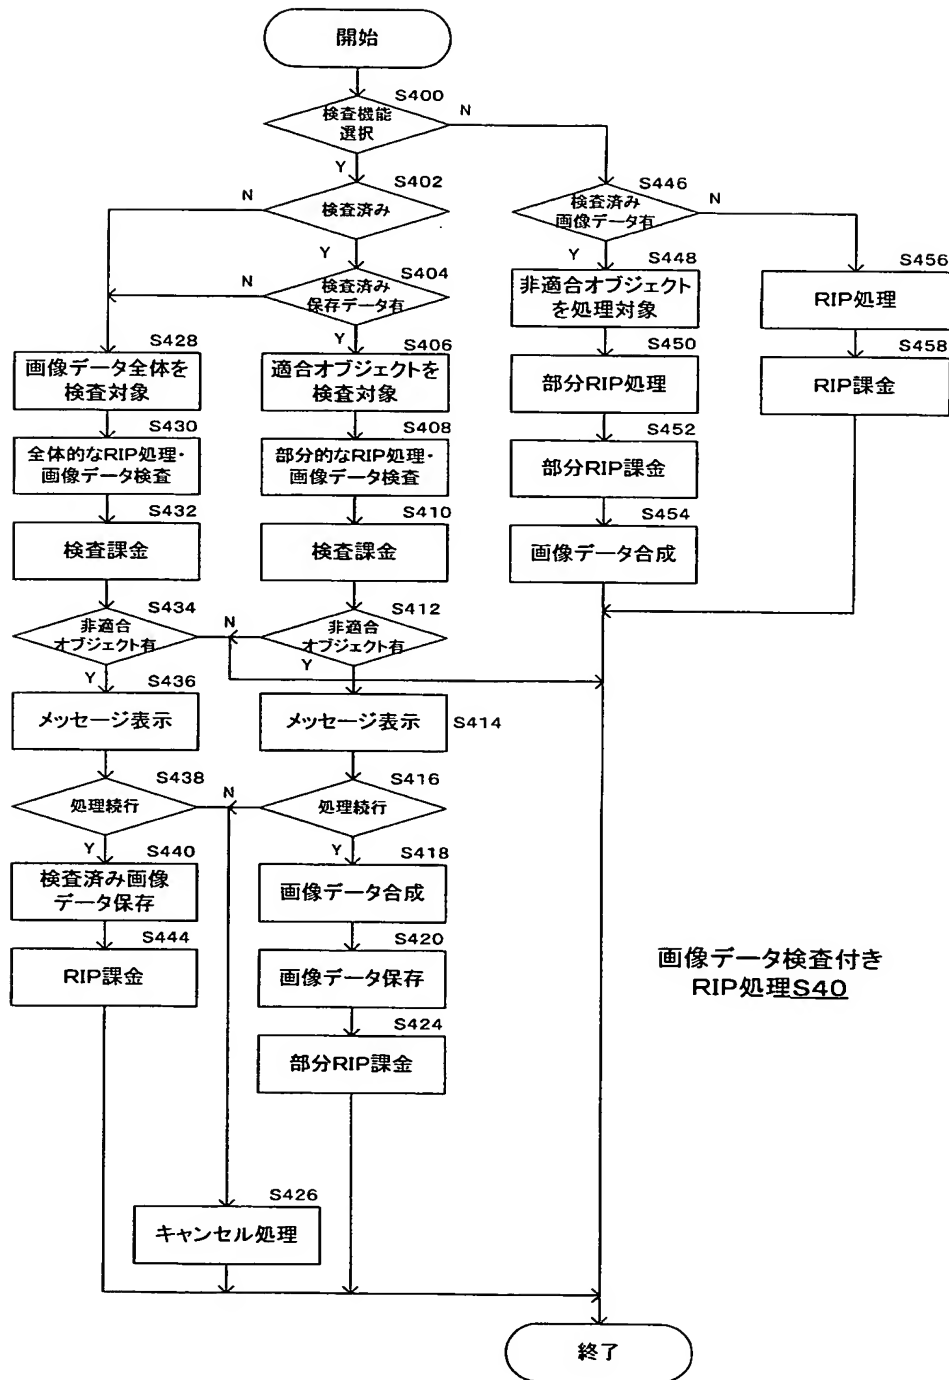 開始
S400
検査機能
選択
N
Y
S402
検査済み
N
Y
S404
検査済み
保存データ有
N
Y
S446
検査済み
画像データ有
N
Y
S428
画像データ全体を
検査対象
S406
適合オブジェクトを
検査対象
S448
非適合オブジェクト
を処理対象
S456
RIP処理
S430
全体的なRIP処理・
画像データ検査
S408
部分的なRIP処理・
画像データ検査
S450
部分RIP処理
S458
RIP課金
S432
検査課金
S410
検査課金
S452
部分RIP課金
S454
画像データ合成
S434
非適合
オブジェクト有
N
Y
S412
非適合
オブジェクト有
Y
S436
メッセージ表示
メッセージ表示
S414
S438
処理続行
N
Y
S416
処理続行
Y
S440
検査済み画像
データ保存
S418
画像データ合成
S444
RIP課金
S420
画像データ保存
S424
部分RIP課金
画像データ検査付き
RIP処理S40
S426
キャンセル処理
終了